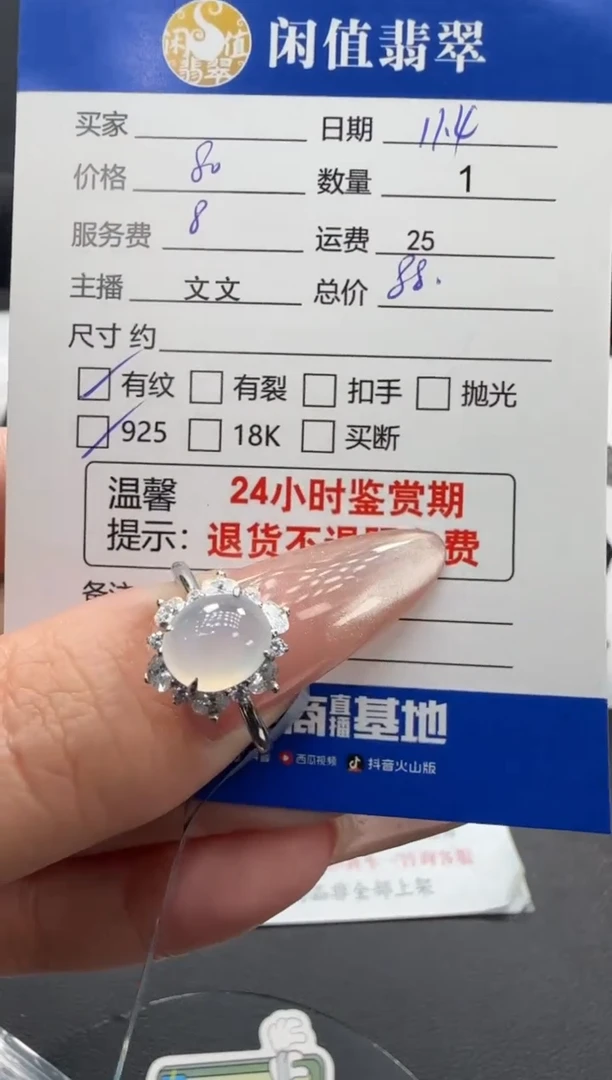 闲值翡翠
闲值翡翠
买家 日期 11.4
价格 80 数量 1
服务费 8 运费 25
主播 文文 总价 88.
尺寸 约
有纹 有裂 扣手 抛光
925 18K 买断
温馨 24小时鉴赏期
提示： 退货不退 费
备注
直播基地
西瓜视频 抖音火山版